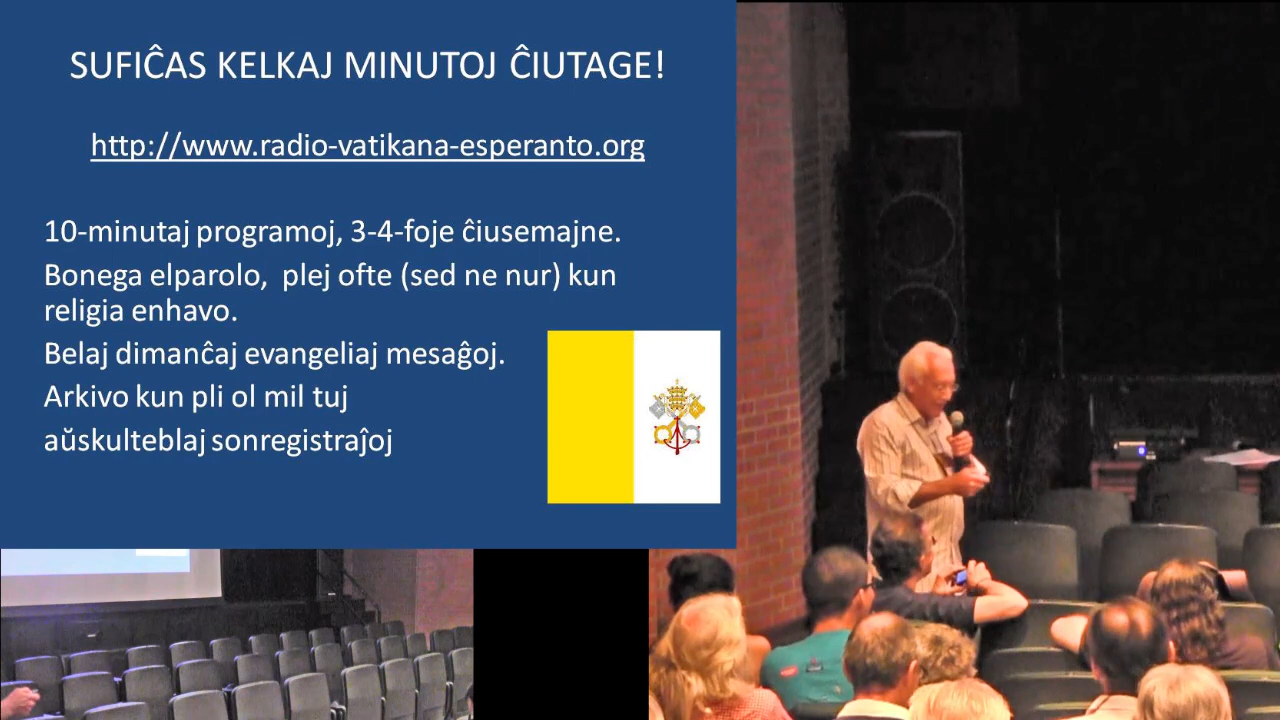 SUFIĈAS KELKAJ MINUTOJ ĈIUTAGE!
http://www.radio-vatikana-esperanto.org
10-minutaj programoj, 3-4-foje ĉiusemajne.
Bonega elparolo,  plej ofte (sed ne nur) kun
religia enhavo.
Belaj dimanĉaj evangeliaj mesaĝoj.
Arkivo kun pli ol mil tuj
aŭskulteblaj sonregistraĵoj